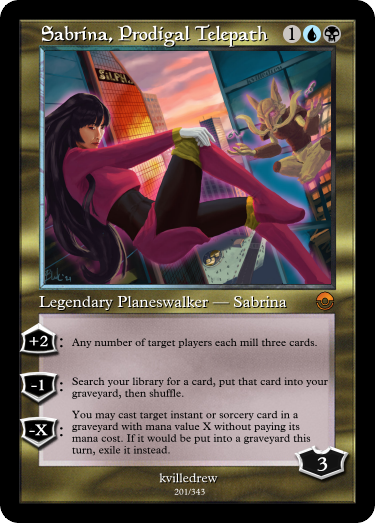 Sabrina, Prodigal Telepath 1
SILPH
Legendary Planeswalker — Sabrina
+2: Any number of target players each mill three cards.
-1: Search your library for a card, put that card into your
graveyard, then shuffle.
-X: You may cast target instant or sorcery card in a
graveyard with mana value X without paying its
mana cost. If it would be put into a graveyard this
turn, exile it instead.
3
kvilledrew
201/343